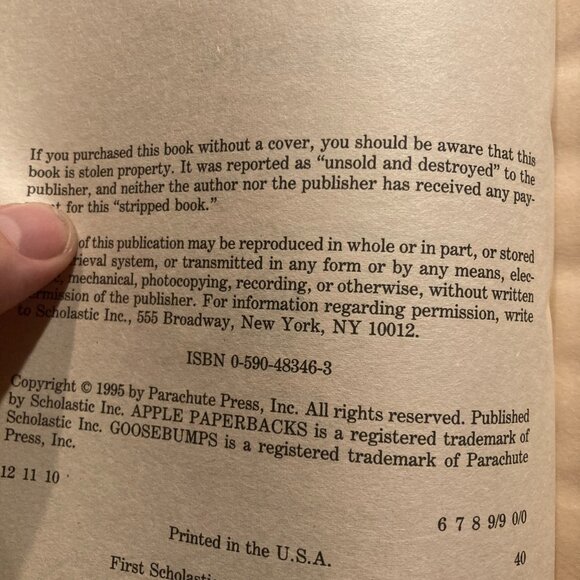 If you purchased this book without a cover, you should be aware that this
book is stolen property. It was reported as "unsold and destroyed" to the
publisher, and neither the author nor the publisher has received any pay-
for this "stripped book."
of this publication may be reproduced in whole or in part, or stored
system, or transmitted in any form or by any means, elec-
mechanical, photocopying, recording, or otherwise, without written
permission of the publisher. For information regarding permission, write
to Scholastic Inc., 555 Broadway, New York, NY 10012.
ISBN 0-590-48346-3
Copyright © 1995 by Parachute Press, Inc. All rights reserved. Published
by Scholastic Inc. APPLE PAPERBACKS is a registered trademark of
Scholastic Inc. GOOSEBUMPS is a registered trademark of Parachute
Press, Inc.
12 11 10 6 7 8 9/9 0/0
Printed in the U.S.A. 40
First Scholastic